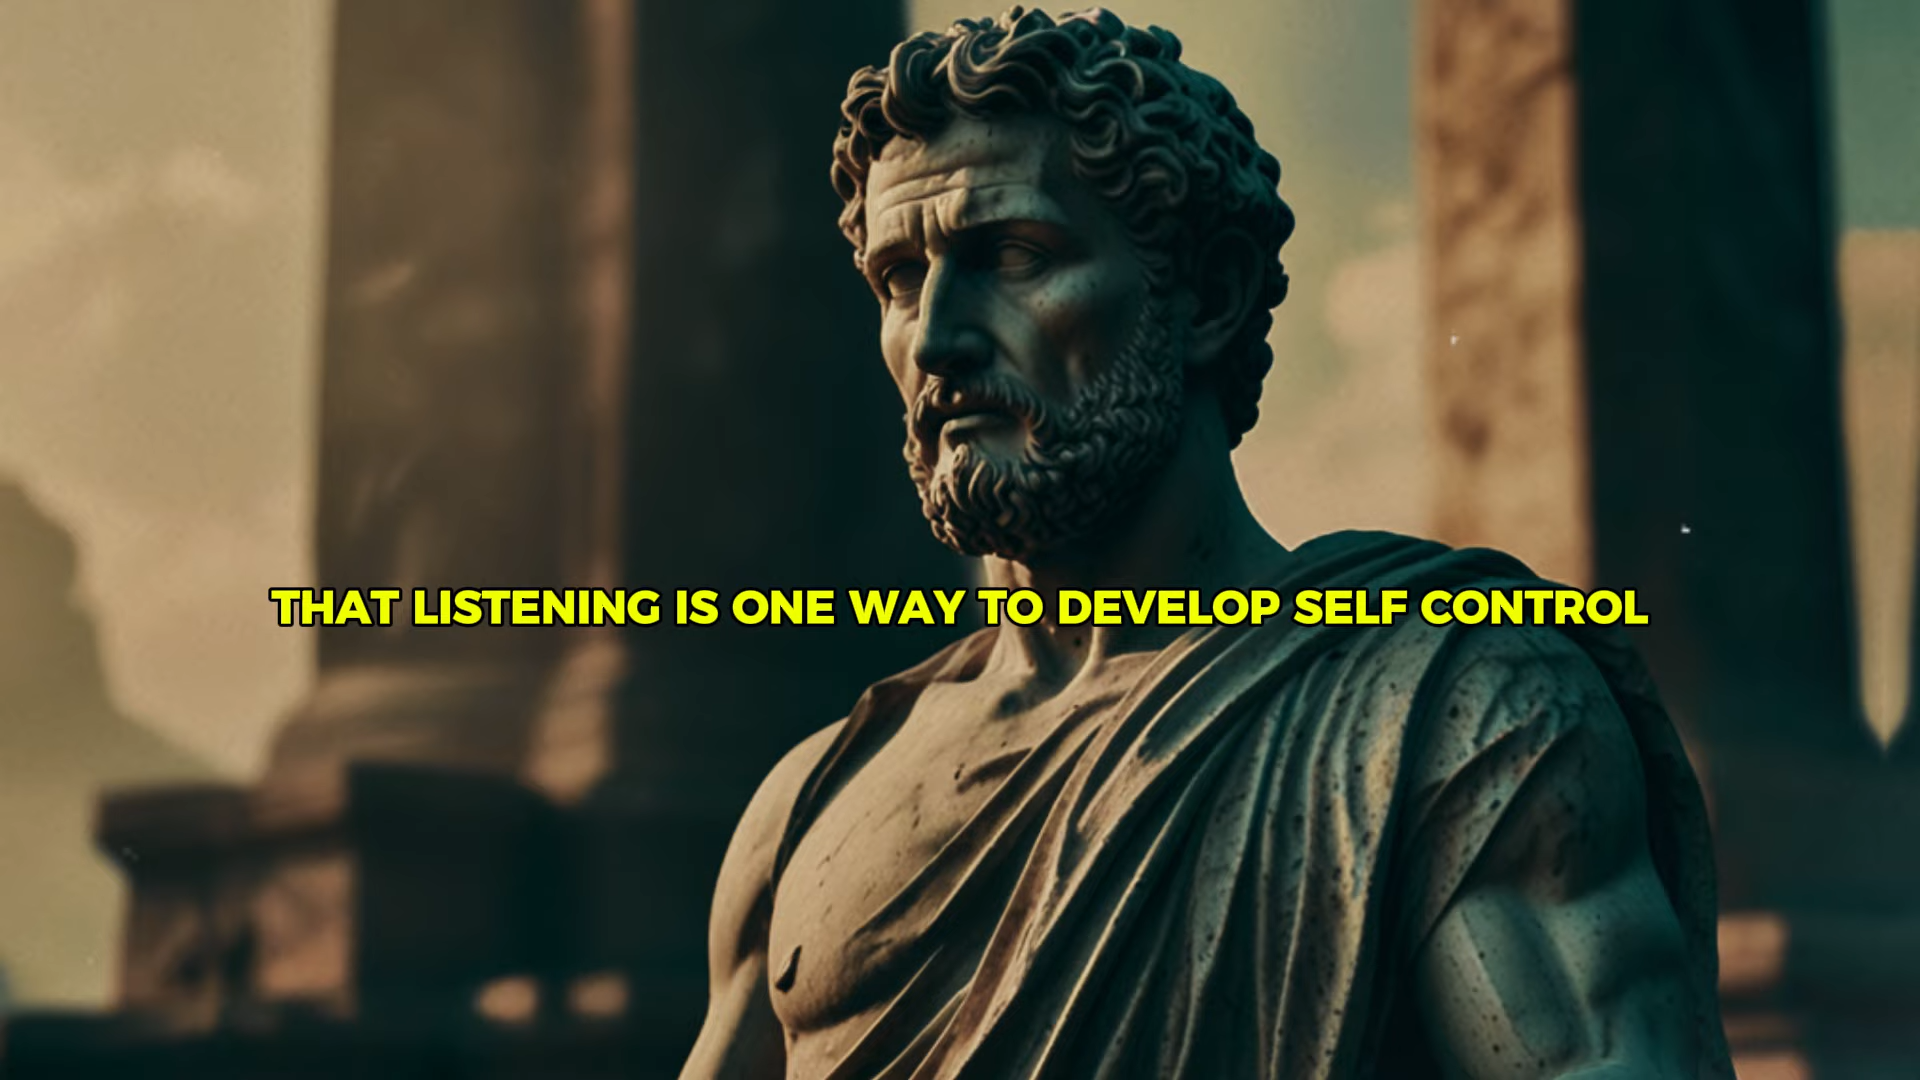 THAT LISTENING IS ONE WAY TO DEVELOP SELF CONTROL